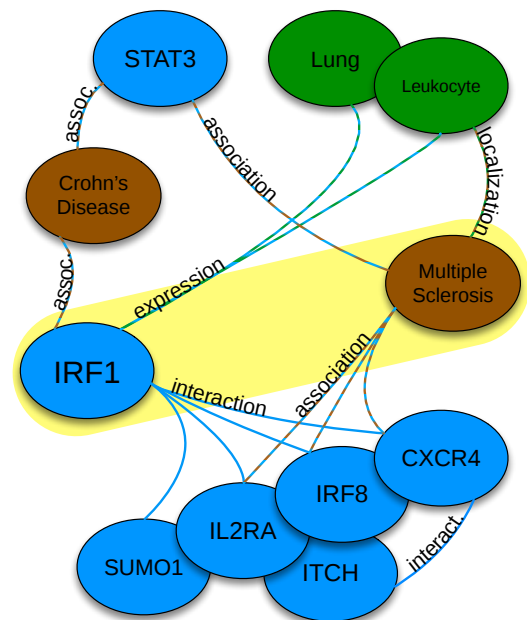 STAT3
Lung
Leukocyte
assoc.
association
localization
Crohn's
Disease
assoc.
expression
Multiple
Sclerosis
IRF1
interaction
association
CXCR4
IRF8
IL2RA
SUMO1
ITCH
interact.